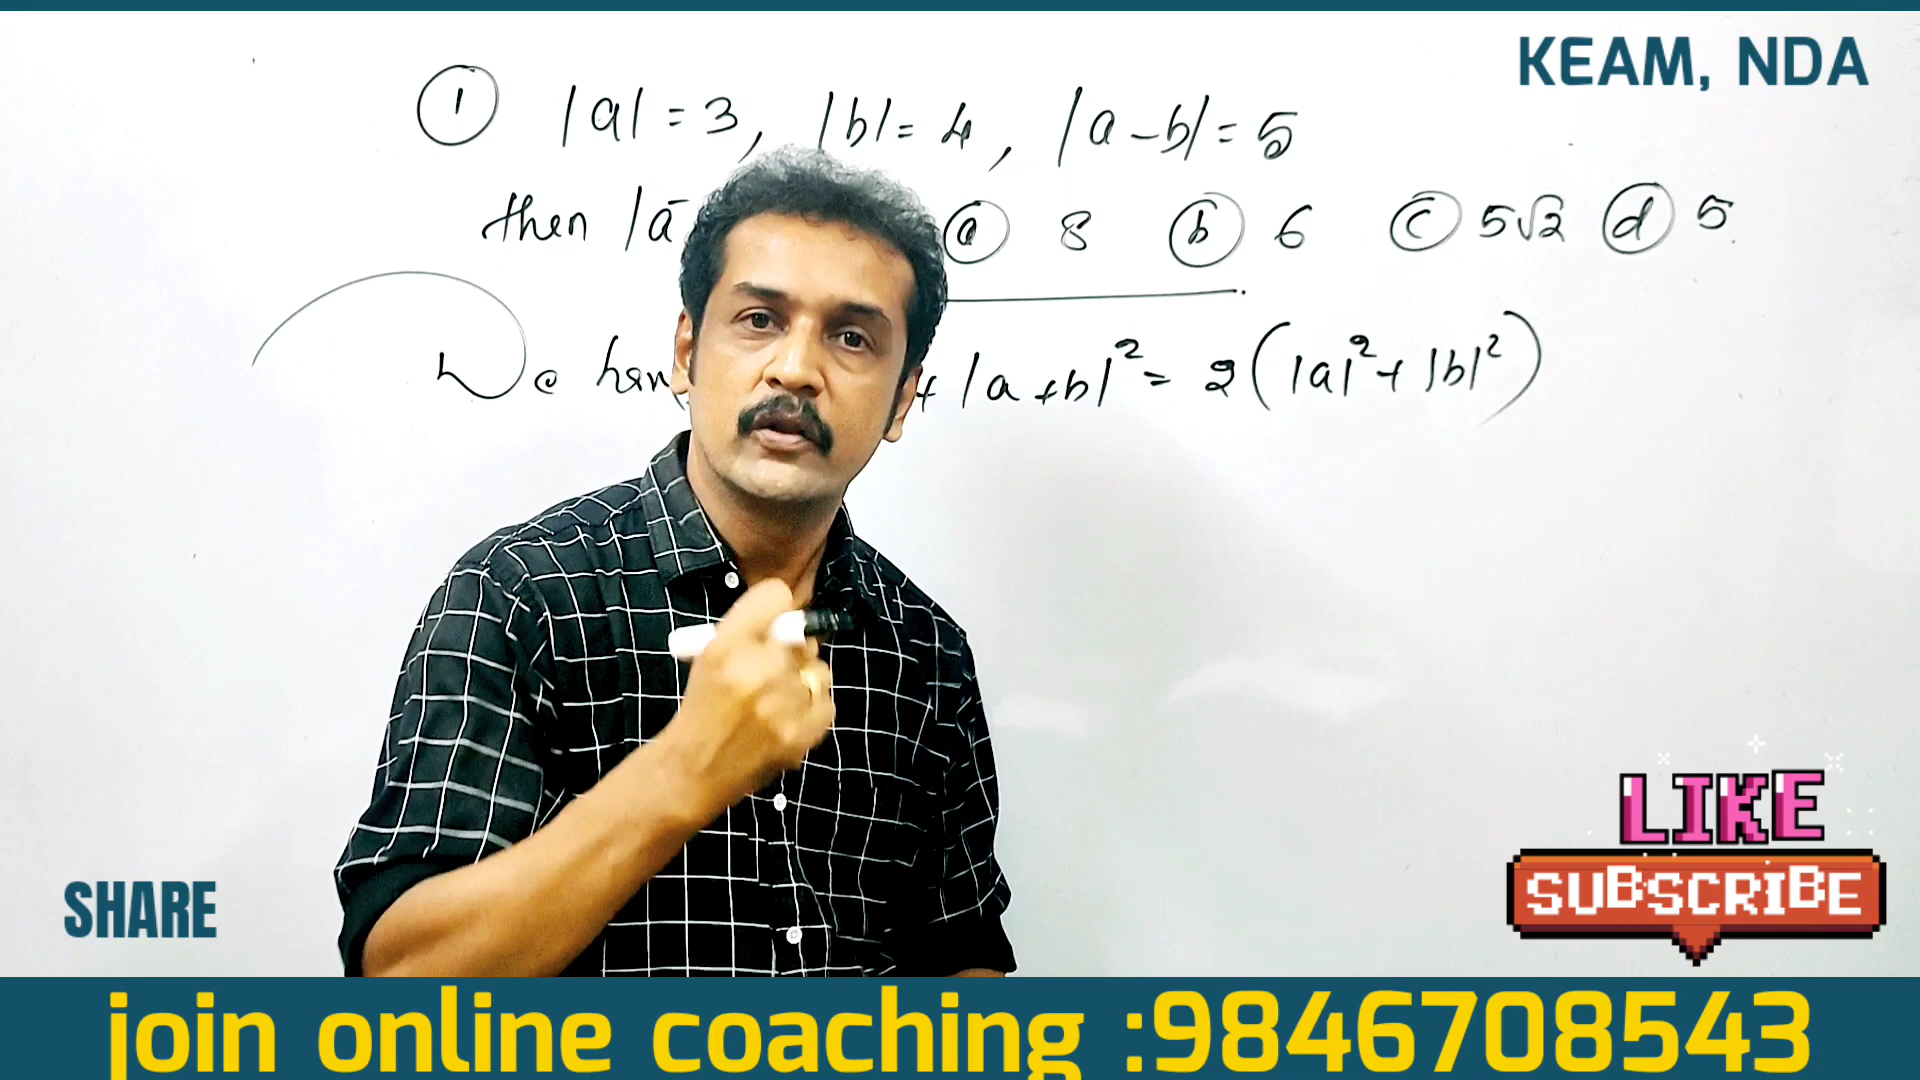 KEAM, NDA
① |a| = 3, |b| = 4, |a - b| = 5
then |a ⓐ 8 ⓑ 6 ⓒ 5√2 ⓓ 5
We + |a + b|² = 2(|a|² + |b|²)
LIKE
SUBSCRIBE
SHARE
join online coaching :9846708543